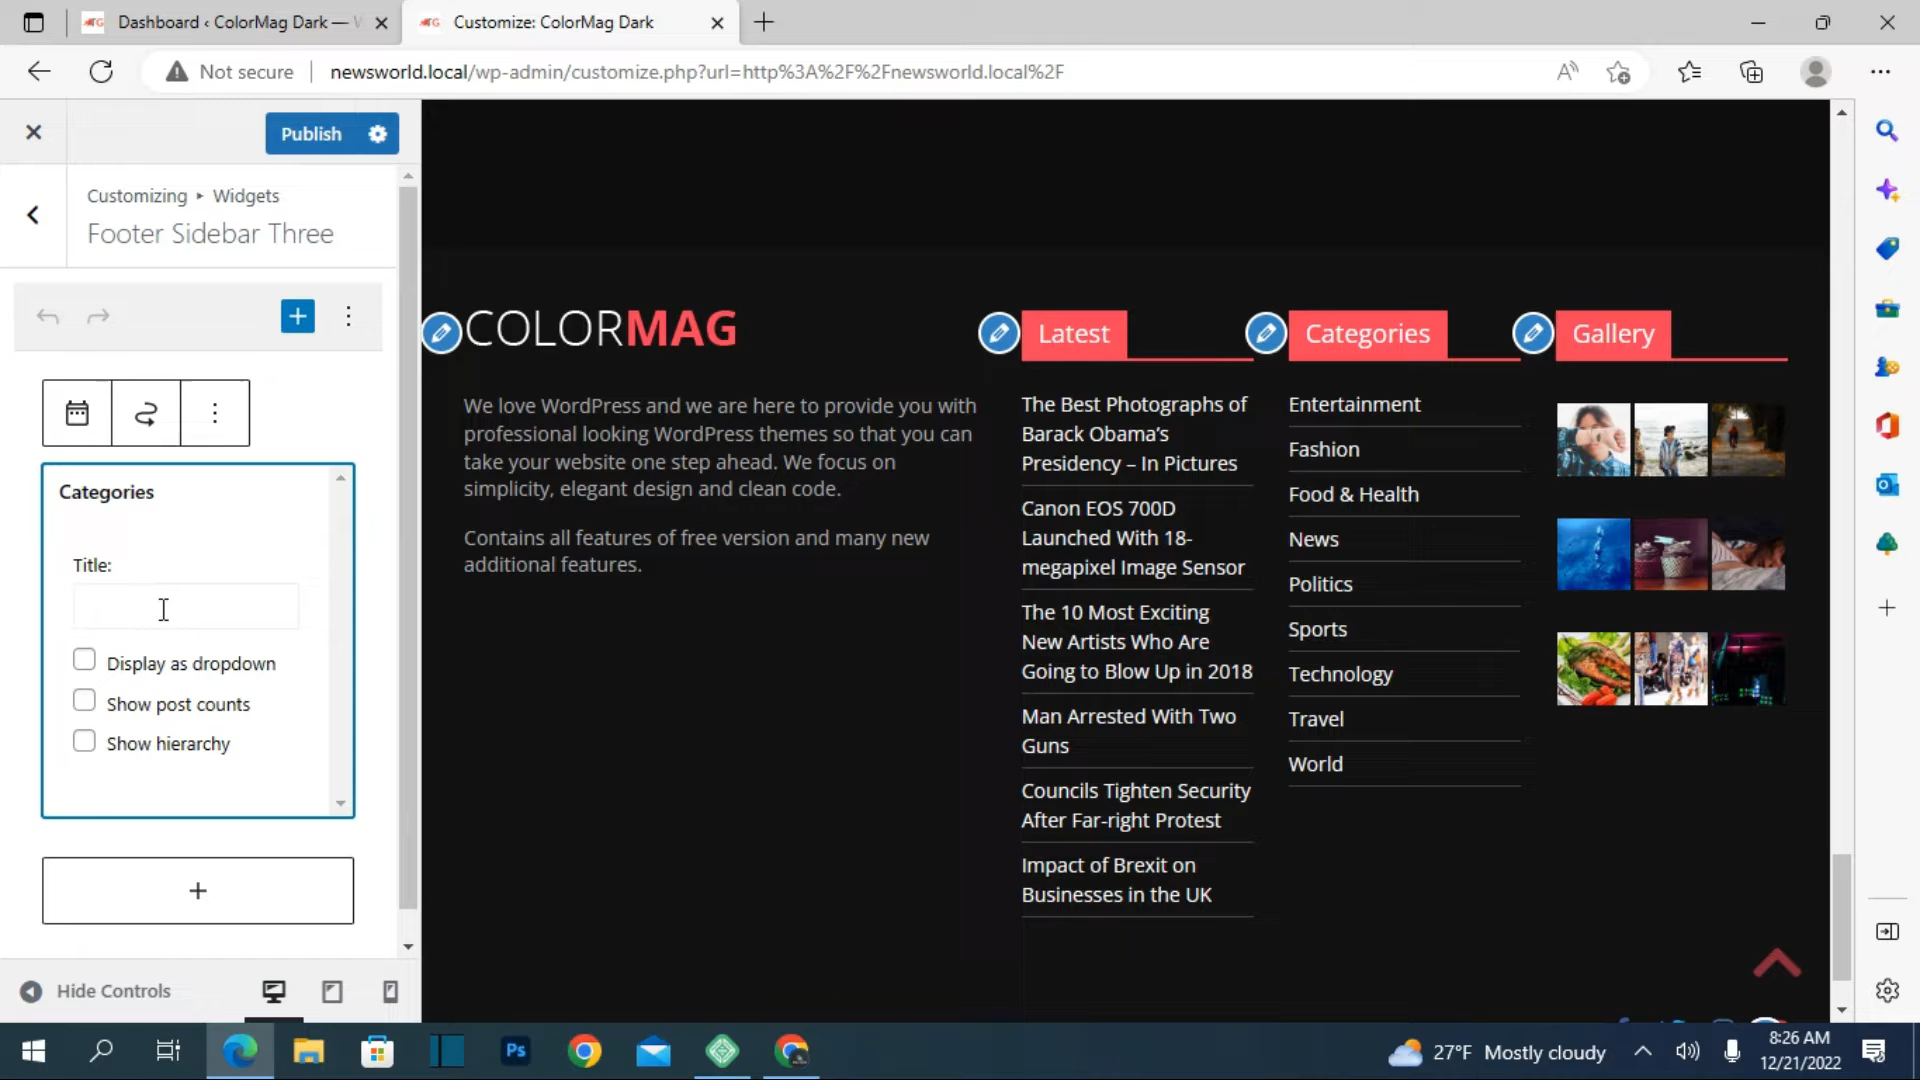 Dashboard ‹ ColorMag Dark — W
Customize: ColorMag Dark
Not secure
newsworld.local/wp-admin/customize.php?url=http%3A%2F%2Fnewsworld.local%2F
Publish
Customizing ▸ Widgets
Footer Sidebar Three
Categories
Title:
Display as dropdown
Show post counts
Show hierarchy
Hide Controls
COLORMAG
We love WordPress and we are here to provide you with
professional looking WordPress themes so that you can
take your website one step ahead. We focus on
simplicity, elegant design and clean code.
Contains all features of free version and many new
additional features.
Latest
The Best Photographs of
Barack Obama’s
Presidency – In Pictures
Canon EOS 700D
Launched With 18-
megapixel Image Sensor
The 10 Most Exciting
New Artists Who Are
Going to Blow Up in 2018
Man Arrested With Two
Guns
Councils Tighten Security
After Far-right Protest
Impact of Brexit on
Businesses in the UK
Categories
Entertainment
Fashion
Food & Health
News
Politics
Sports
Technology
Travel
World
Gallery
Ps
27°F Mostly cloudy
8:26 AM
12/21/2022